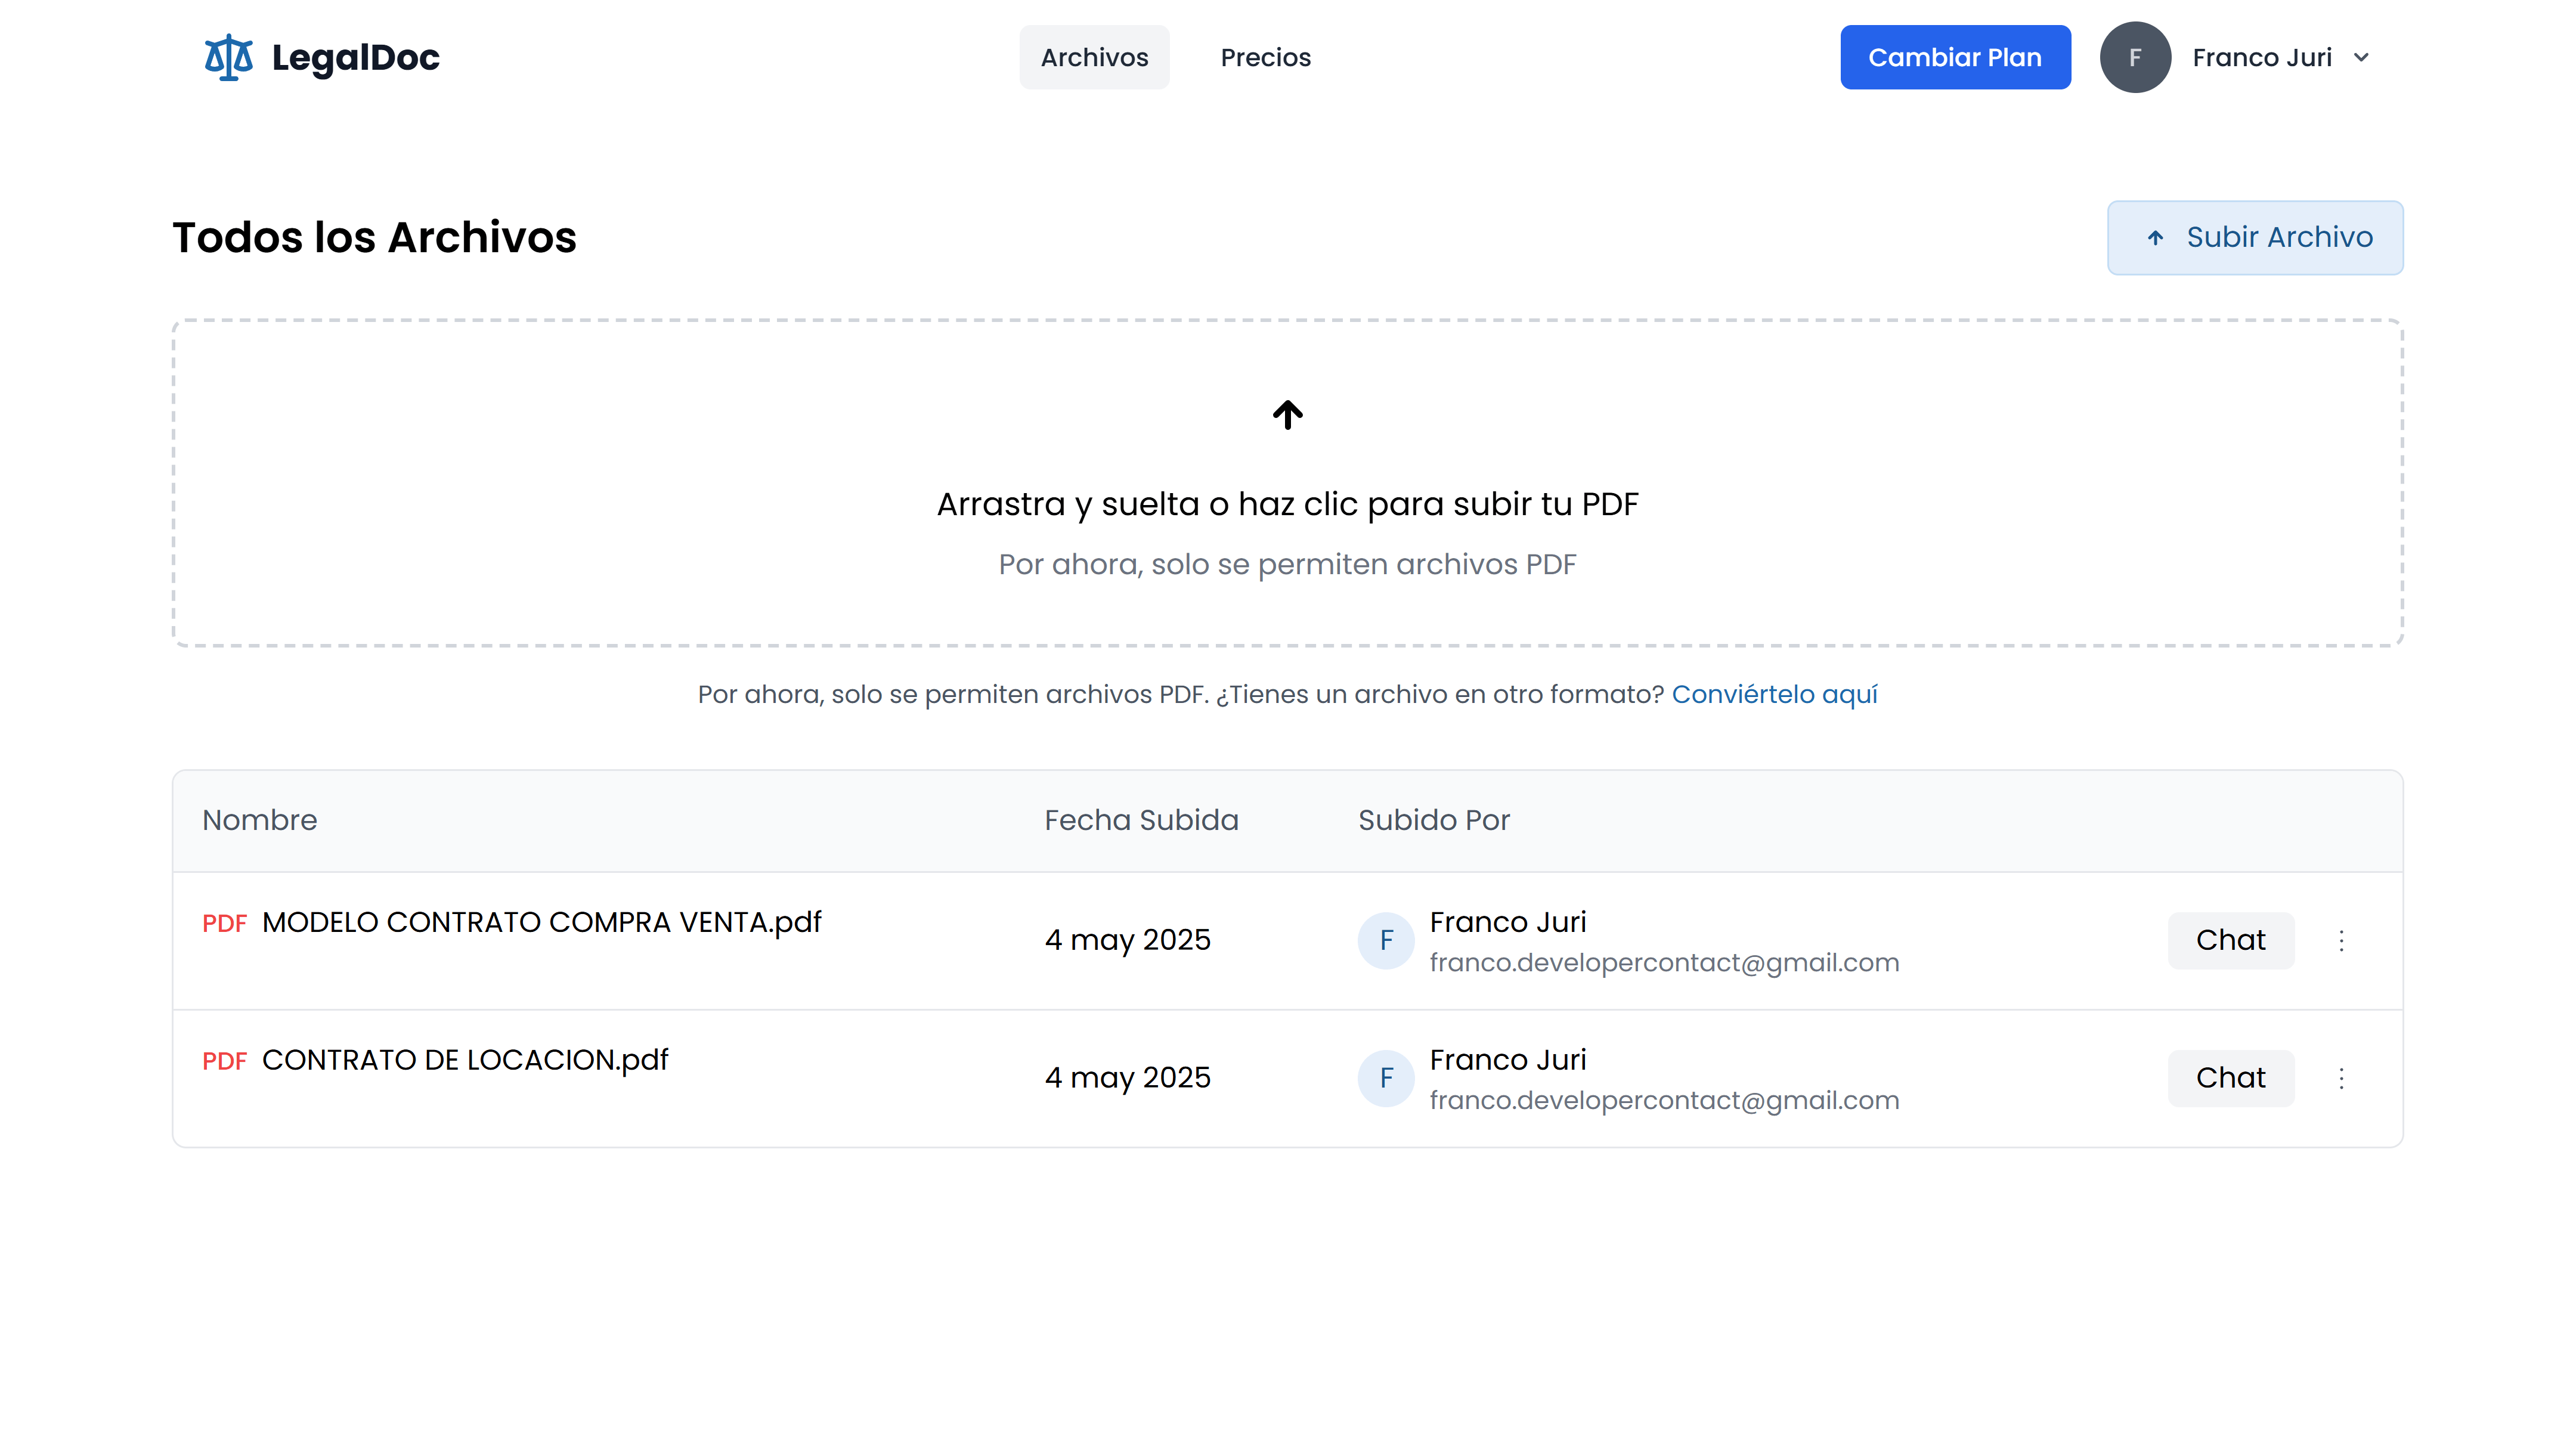 LegalDoc
Archivos
Precios
Cambiar Plan
F
Franco Juri
Todos los Archivos
Subir Archivo
Arrastra y suelta o haz clic para subir tu PDF
Por ahora, solo se permiten archivos PDF
Por ahora, solo se permiten archivos PDF. ¿Tienes un archivo en otro formato? Conviértelo aquí
Nombre
Fecha Subida
Subido Por
PDF MODELO CONTRATO COMPRA VENTA.pdf
4 may 2025
F
Franco Juri
franco.developercontact@gmail.com
Chat
PDF CONTRATO DE LOCACION.pdf
4 may 2025
F
Franco Juri
franco.developercontact@gmail.com
Chat